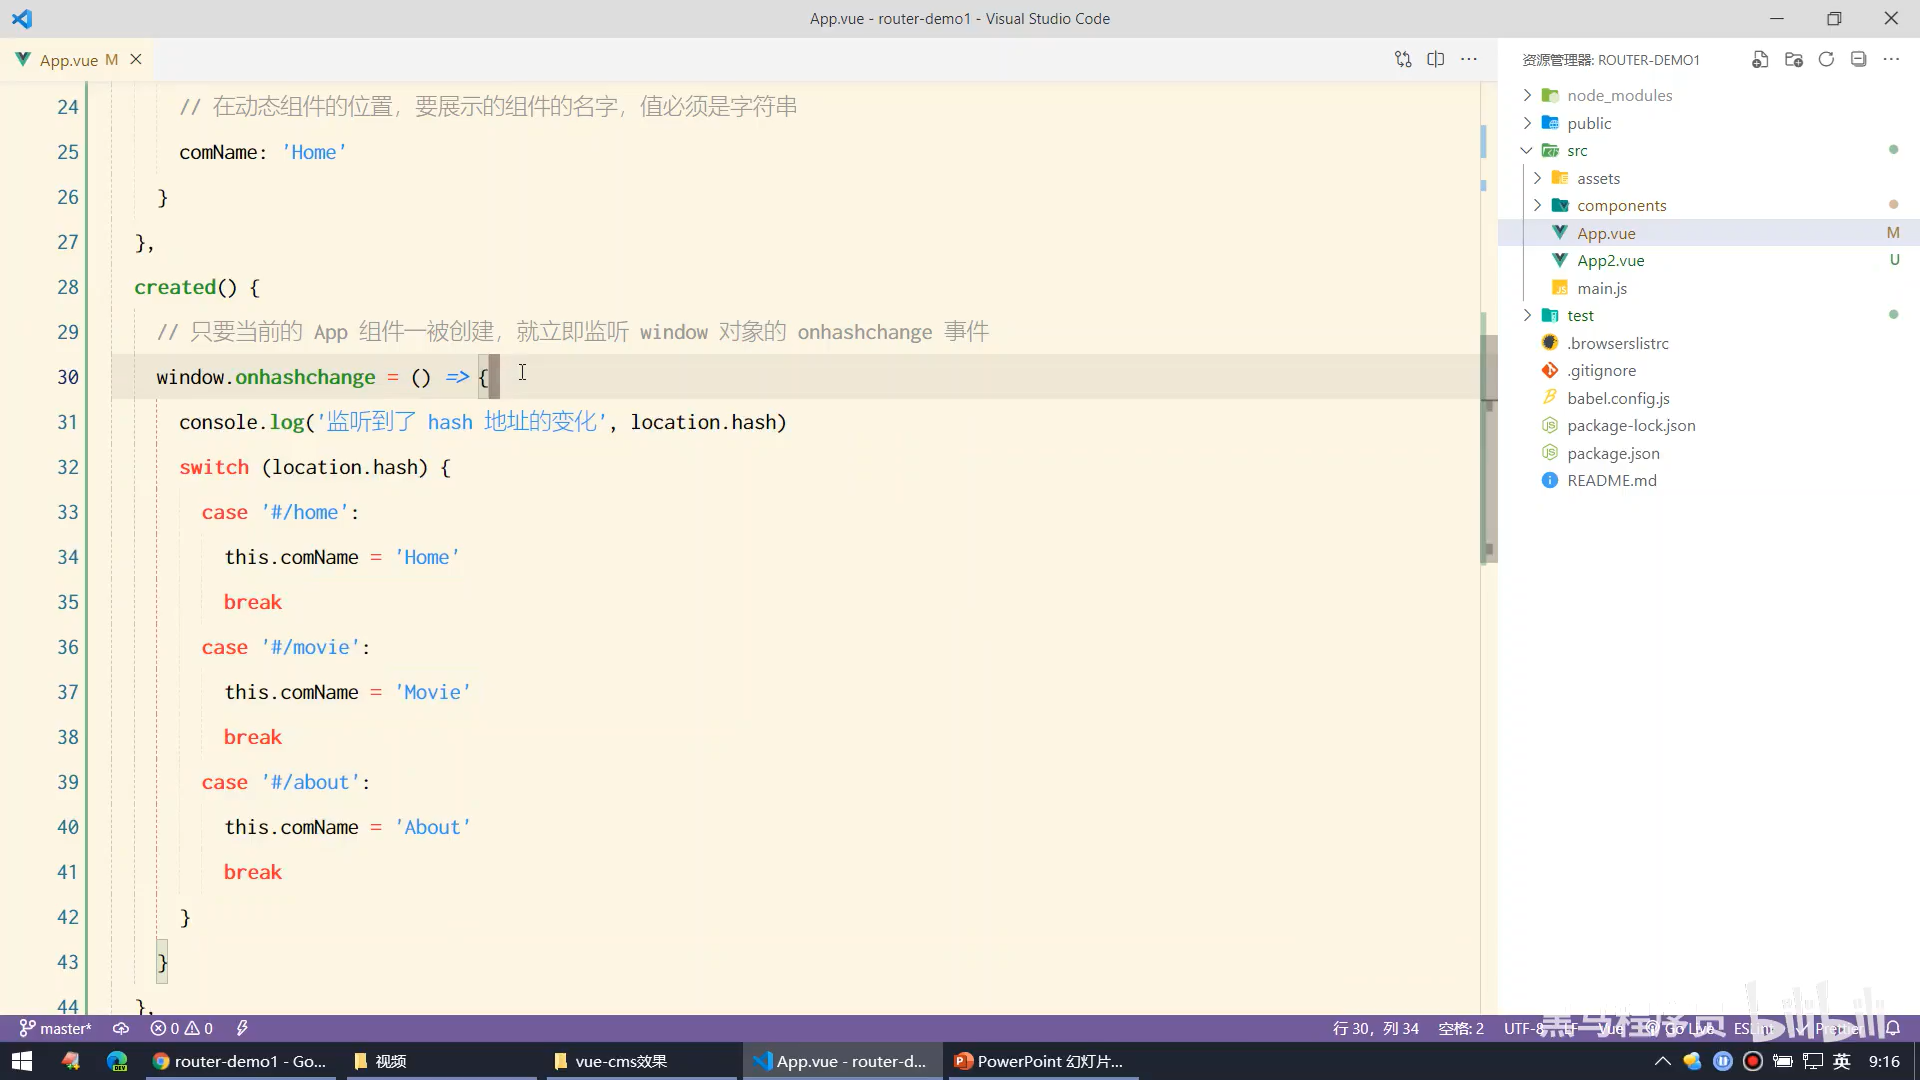 App.vue - router-demo1 - Visual Studio Code
App.vue M
24 // 在动态组件的位置，要展示的组件的名字，值必须是字符串
25 comName: 'Home'
26 }
27 },
28 created() {
29 // 只要当前的 App 组件一被创建，就立即监听 window 对象的 onhashchange 事件
30 window.onhashchange = () => {
31 console.log('监听到了 hash 地址的变化', location.hash)
32 switch (location.hash) {
33 case '#/home':
34 this.comName = 'Home'
35 break
36 case '#/movie':
37 this.comName = 'Movie'
38 break
39 case '#/about':
40 this.comName = 'About'
41 break
42 }
43 }
44 },
资源管理器: ROUTER-DEMO1
node_modules
public
src
assets
components
App.vue M
App2.vue U
main.js
test
.browserslistrc
.gitignore
babel.config.js
package-lock.json
package.json
README.md
黑马程序员 bilibili
master* 0 0 行 30，列 34 空格: 2 UTF-8 LF Vue Go Live ESLint Prettier
router-demo1 - Go... 视频 vue-cms效果 App.vue - router-d... PowerPoint 幻灯片... 英 9:16